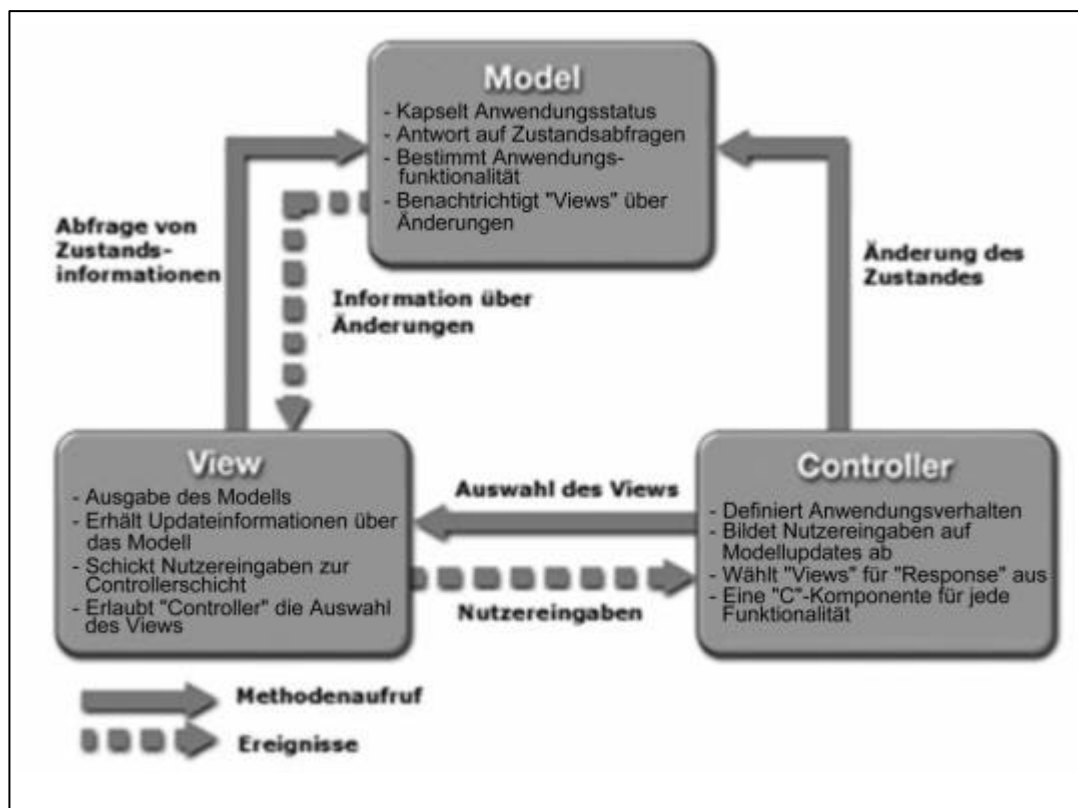 Model
- Kapselt Anwendungsstatus
- Antwort auf Zustandsabfragen
- Bestimmt Anwendungs-
funktionalität
- Benachtrichtigt "Views" über
Änderungen
Abfrage von
Zustands-
informationen
Information über
Änderungen
Änderung des
Zustandes
View
- Ausgabe des Modells
- Erhält Updateinformationen über
das Modell
- Schickt Nutzereingaben zur
Controllerschicht
- Erlaubt "Controller" die Auswahl
des Views
Auswahl des Views
Nutzereingaben
Controller
- Definiert Anwendungsverhalten
- Bildet Nutzereingaben auf
Modellupdates ab
- Wählt "Views" für "Response" aus
- Eine "C"-Komponente für jede
Funktionalität
Methodenaufruf
Ereignisse